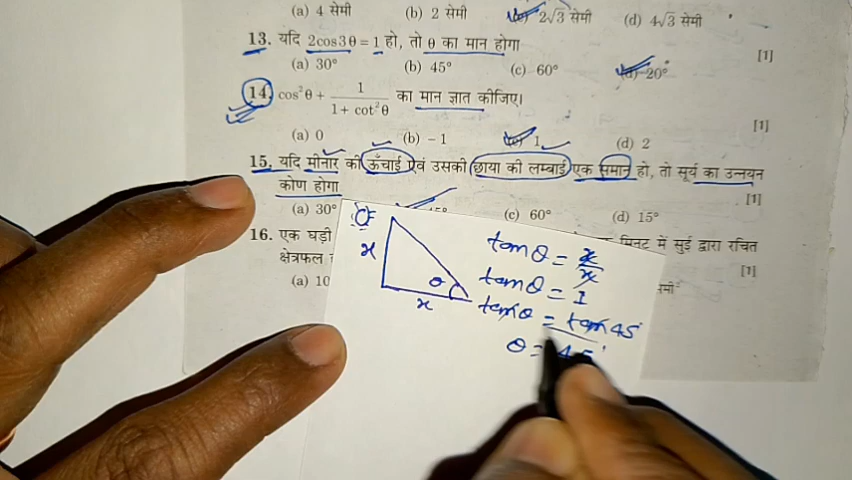 (a) 4 सेमी (b) 2 सेमी 2√3 सेमी (d) 4√3 सेमी
13. यदि 2cos3θ = 1 हो, तो θ का मान होगा [1]
(a) 30° (b) 45° (c) 60° (d) 20°
14. cos²θ + 1/(1 + cot²θ) का मान ज्ञात कीजिए। [1]
(a) 0 (b) – 1 1 (d) 2
15. यदि मीनार की ऊँचाई एवं उसकी छाया की लम्बाई एक समान हो, तो सूर्य का उन्नयन
कोण होगा [1]
(a) 30° 45° (c) 60° (d) 15°
16. एक घड़ी मिनट में सुई द्वारा रचित
क्षेत्रफल [1]
(a) 10 सेमी²
x
θ
x
tanθ = x/x
tanθ = 1
tanθ = tan45°
θ = 45°